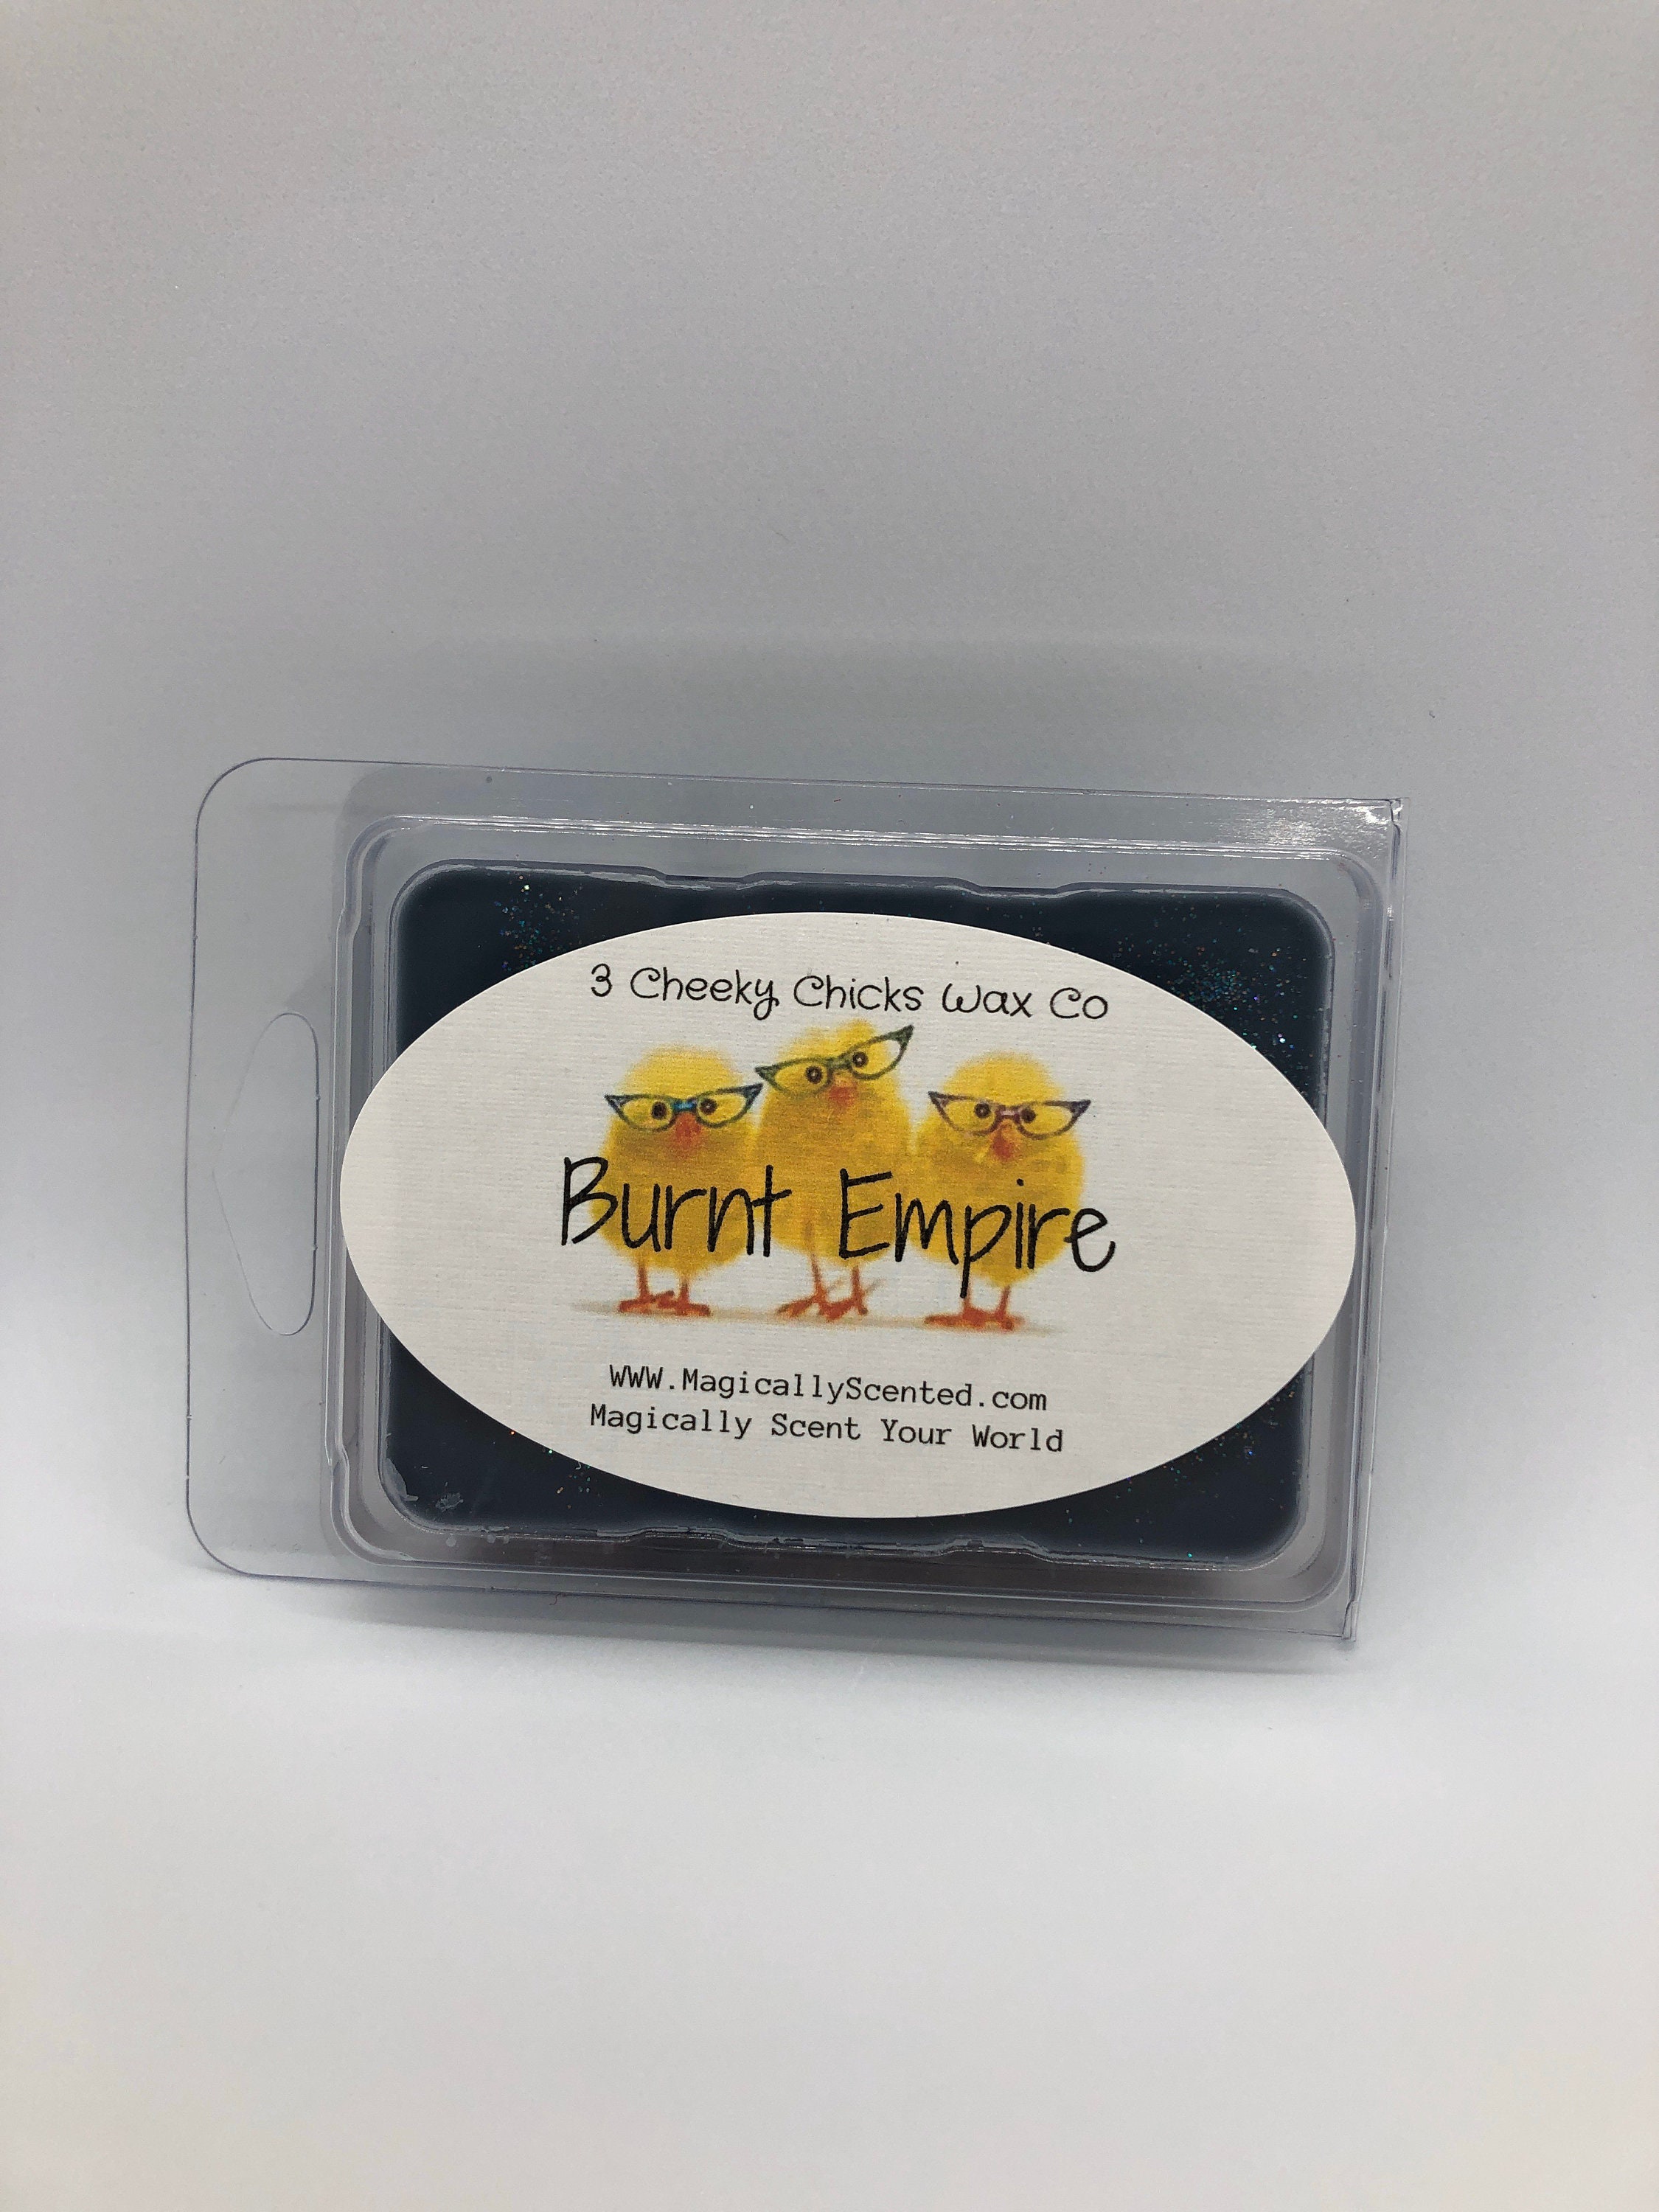 3 Cheeky Chicks Wax Co
Burnt Empire
WWW.MagicallyScented.com
Magically Scent Your World